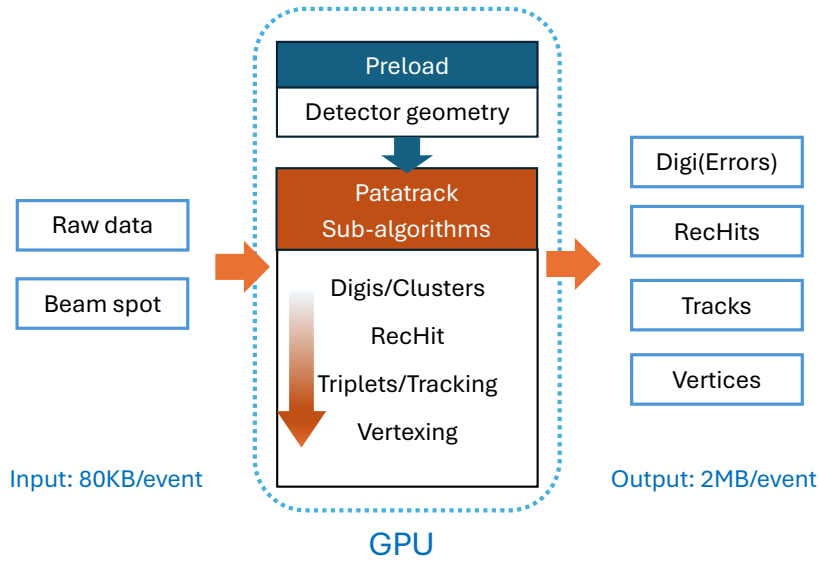 Preload
Detector geometry
Patatrack
Sub-algorithms
Digis/Clusters
RecHit
Triplets/Tracking
Vertexing
Raw data
Beam spot
Input: 80KB/event
Digi(Errors)
RecHits
Tracks
Vertices
Output: 2MB/event
GPU